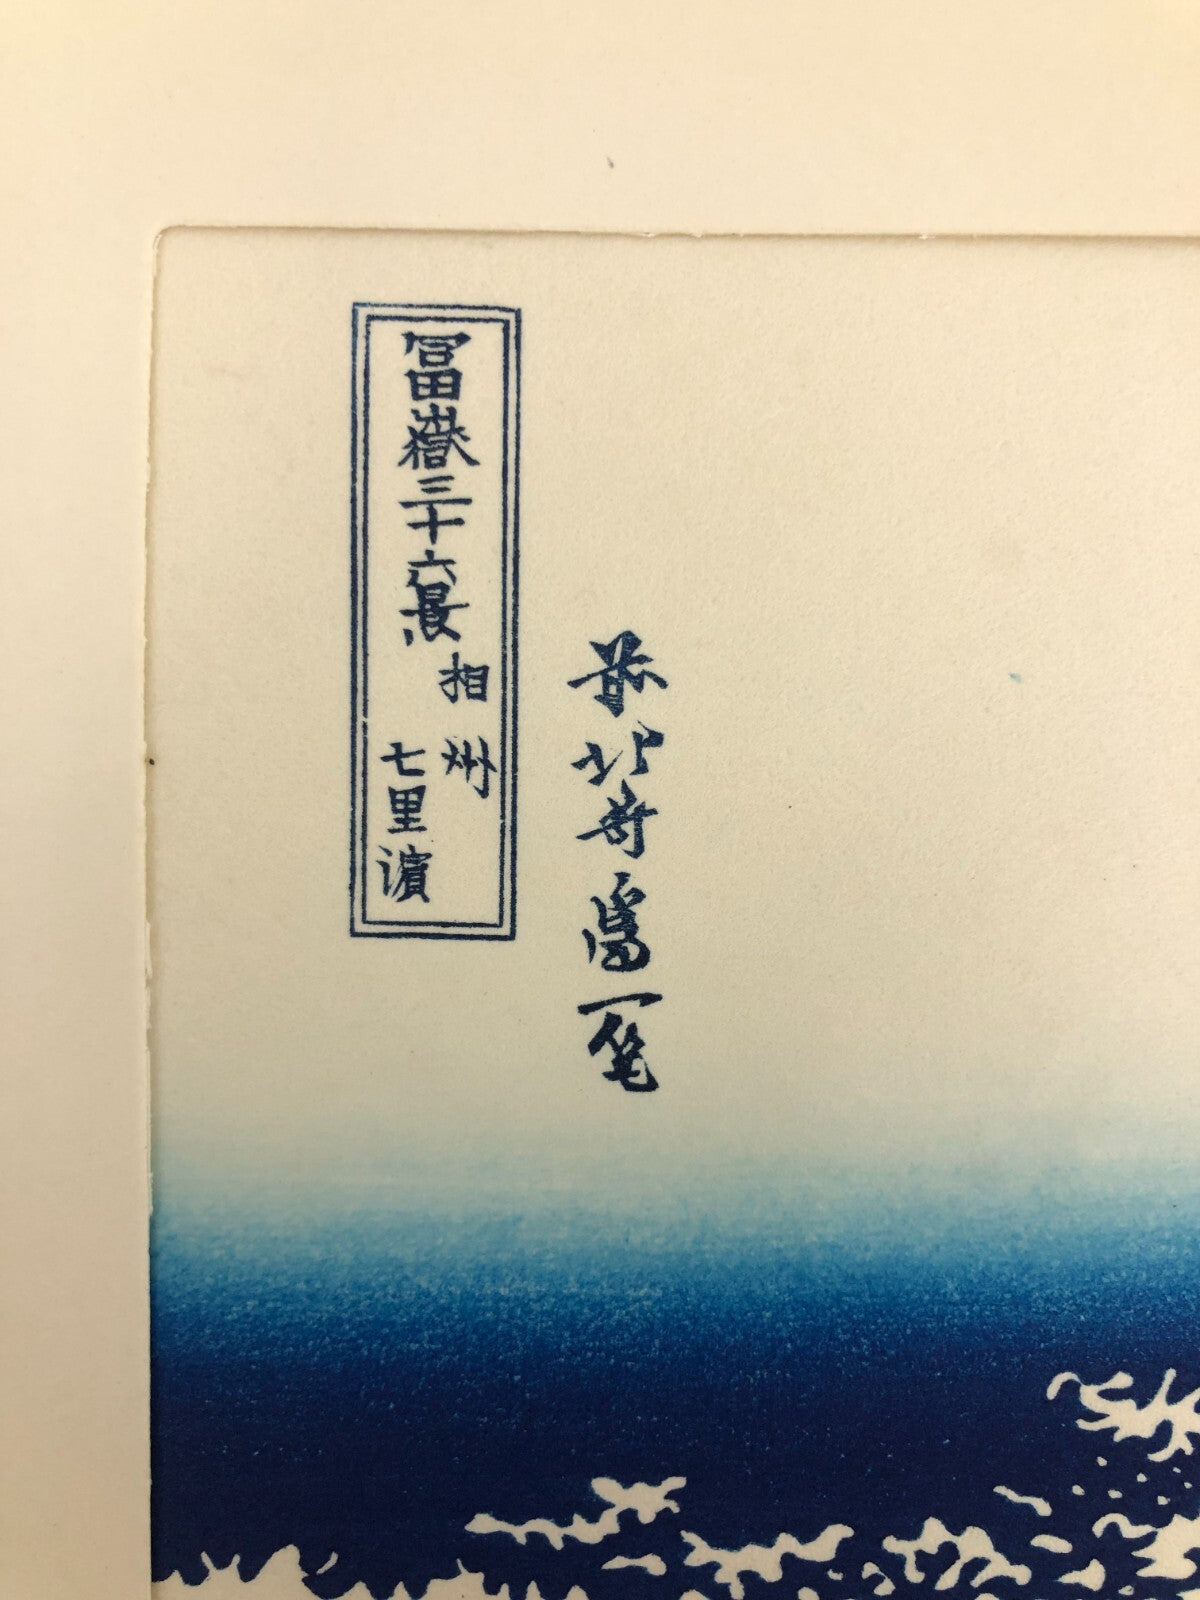 前北斎為一筆
冨嶽三十六景
相州
七里濵